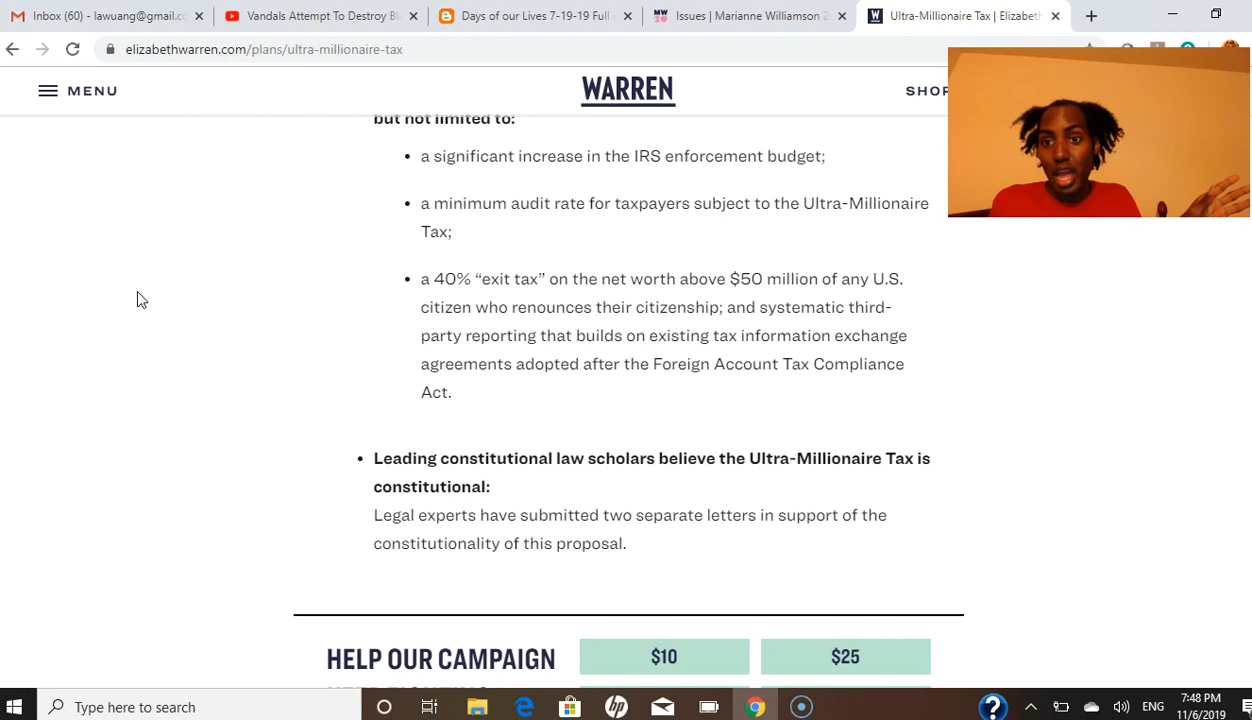 Inbox (60) - lawuang@gmail.c
Vandals Attempt To Destroy Bl
Days of our Lives 7-19-19 Full
MW
20
Issues | Marianne Williamson 2
W
Ultra-Millionaire Tax | Elizabeth
elizabethwarren.com/plans/ultra-millionaire-tax
MENU
WARREN
SHOP
but not limited to:
• a significant increase in the IRS enforcement budget;
• a minimum audit rate for taxpayers subject to the Ultra-Millionaire
Tax;
• a 40% “exit tax” on the net worth above $50 million of any U.S.
citizen who renounces their citizenship; and systematic third-
party reporting that builds on existing tax information exchange
agreements adopted after the Foreign Account Tax Compliance
Act.
• Leading constitutional law scholars believe the Ultra-Millionaire Tax is
constitutional:
Legal experts have submitted two separate letters in support of the
constitutionality of this proposal.
HELP OUR CAMPAIGN
$10
$25
Type here to search
hp
?
ENG
7:48 PM
11/6/2019